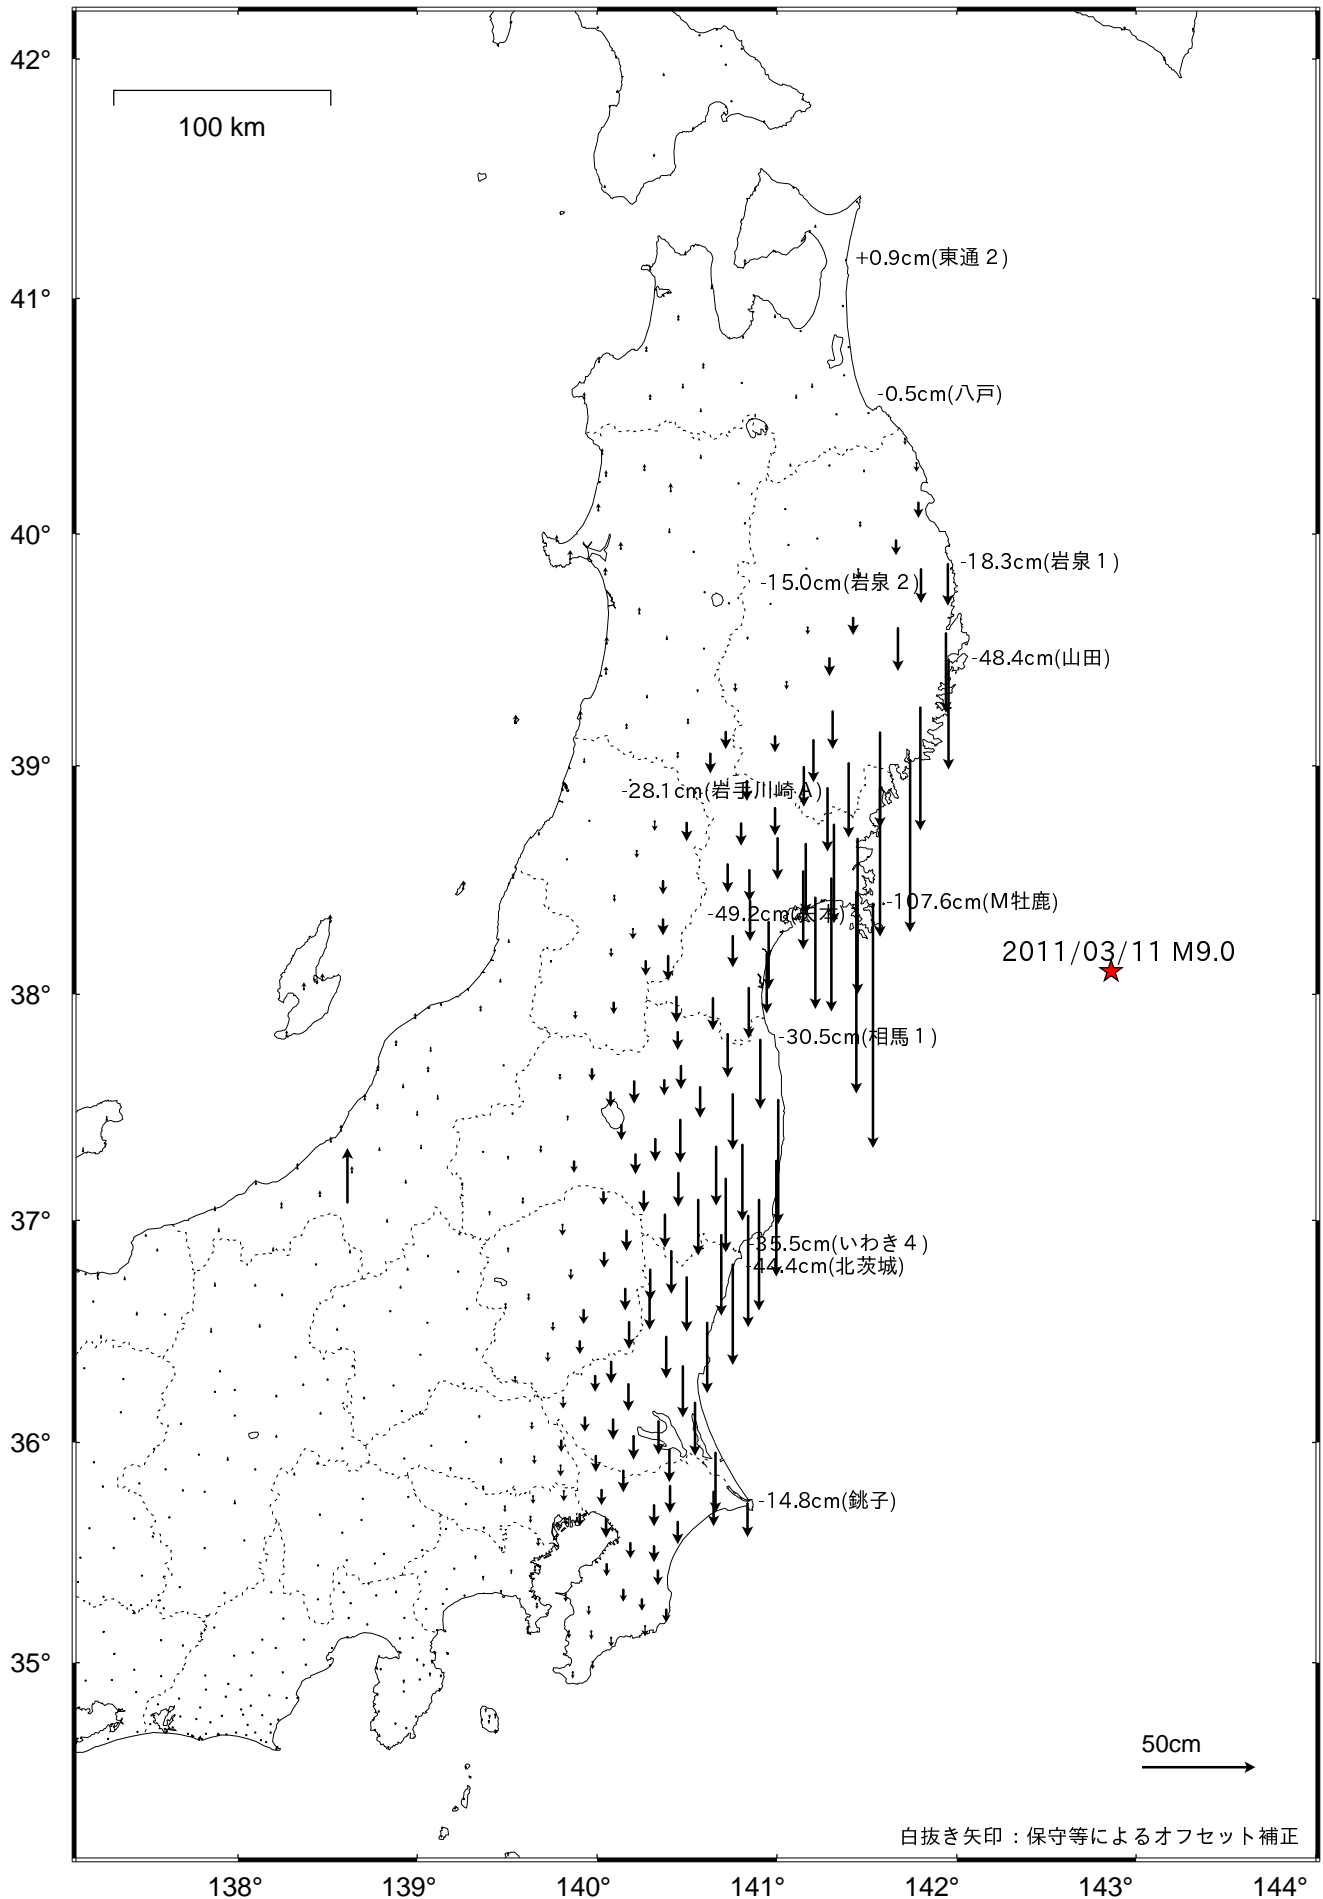 42°
100 km
+0.9cm(東通２)
41°
-0.5cm(八戸)
40°
-18.3cm(岩泉１)
-15.0cm(岩泉２)
-48.4cm(山田)
39°
-28.1cm(岩手川崎Ａ)
-107.6cm(M牡鹿)
-49.2cm(矢本)
2011/03/11 M9.0
38°
-30.5cm(相馬１)
37°
-35.5cm(いわき４)
-44.4cm(北茨城)
36°
-14.8cm(銚子)
35°
50cm
白抜き矢印：保守等によるオフセット補正
138° 139° 140° 141° 142° 143° 144°